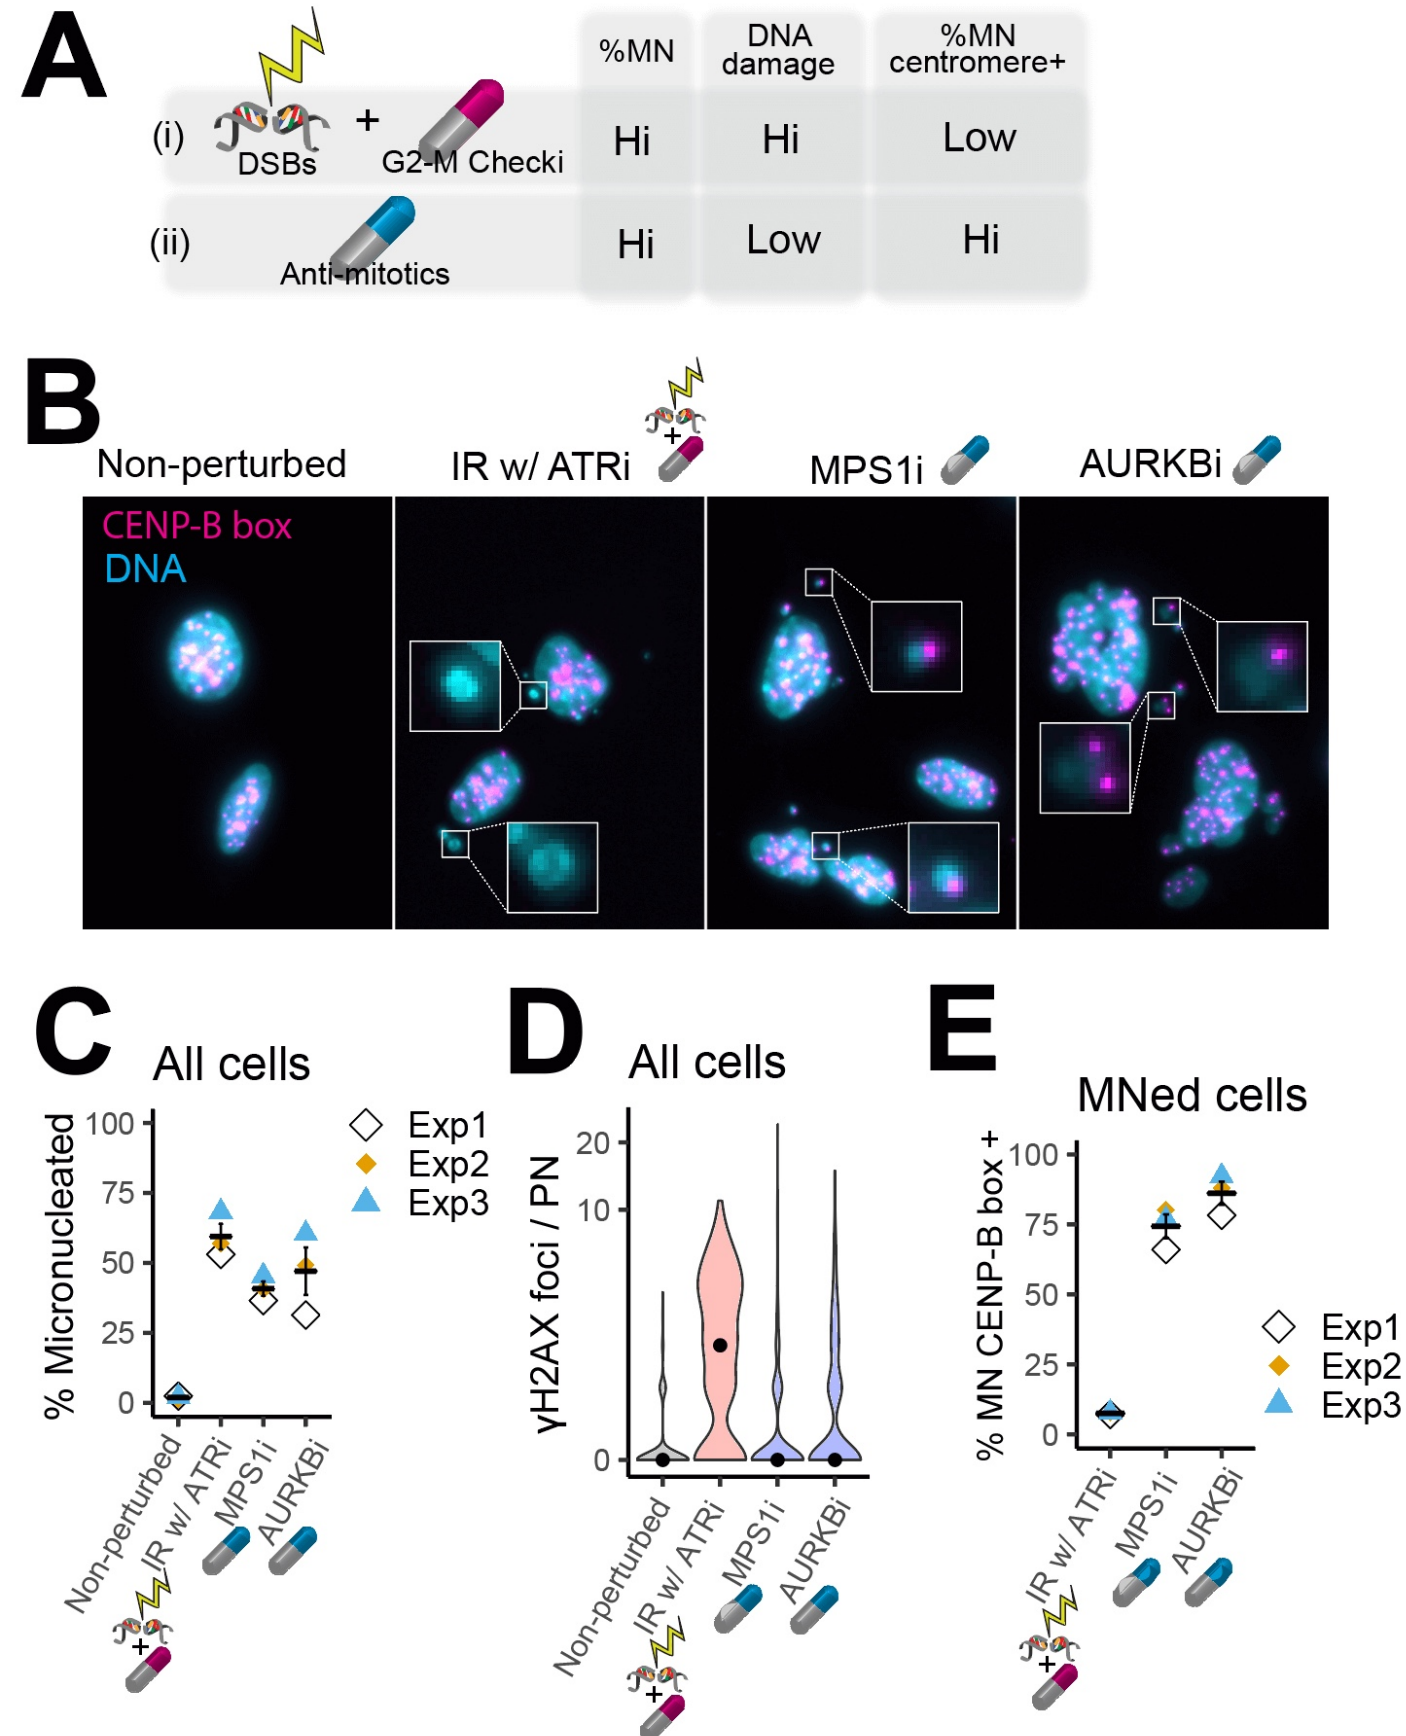 A
%MN
DNA
damage
%MN
centromere+
(i)
+
DSBs
G2-M Checki
Hi
Hi
Low
(ii)
Anti-mitotics
Hi
Low
Hi
B
Non-perturbed
IR w/ ATRi
+
MPS1i
AURKBi
CENP-B box
DNA
C
All cells
% Micronucleated
100
75
50
25
0
Exp1
Exp2
Exp3
Non-perturbed
IR w/ ATRi
MPS1i
AURKBi
+
D
All cells
γH2AX foci / PN
20
10
0
Non-perturbed
IR w/ ATRi
MPS1i
AURKBi
+
E
MNed cells
% MN CENP-B box +
100
75
50
25
0
Exp1
Exp2
Exp3
IR w/ ATRi
MPS1i
AURKBi
+